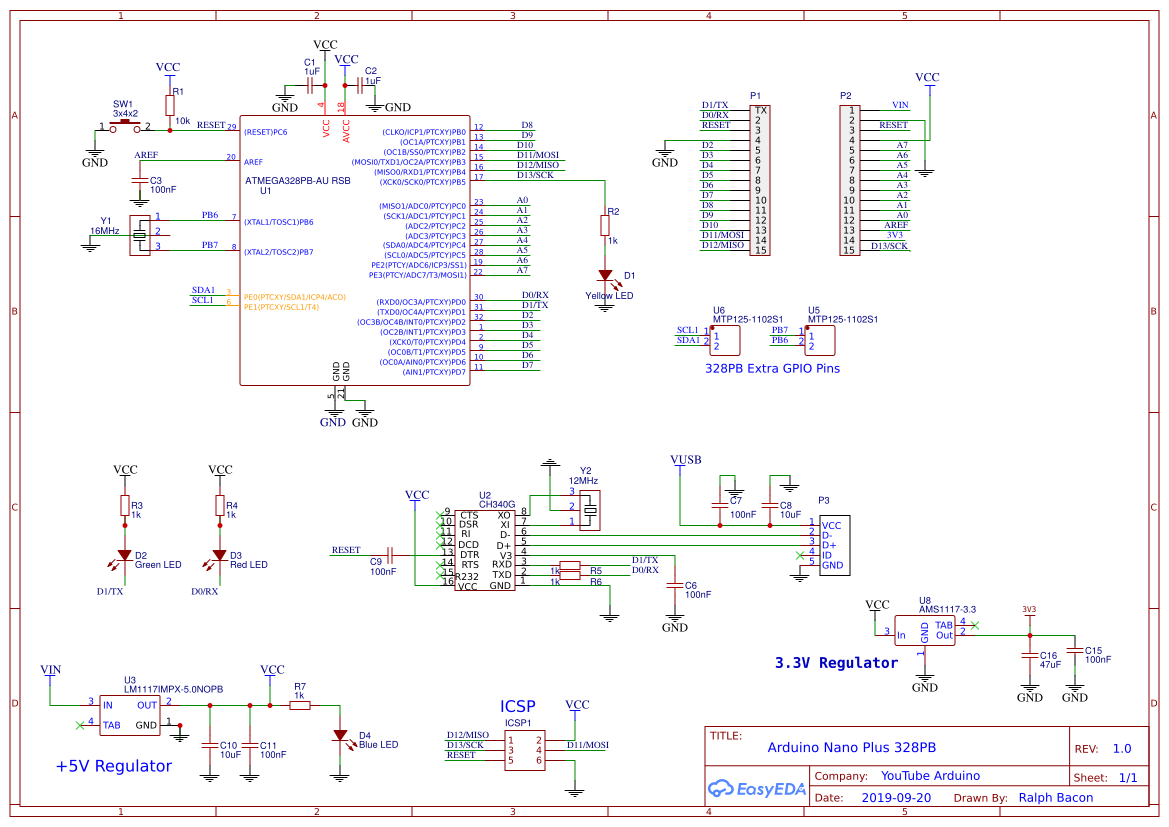 1 2 3 4 5
A
B
C
D
A
B
C
D
1 2 3 4 5
VCC
R1
10k
SW1
3x4x2
1 2
GND
RESET 29
AREF 20
C3
100nF
Y1
16MHz
1 PB6 7
2
3 PB7 8
SDA1 3
SCL1 6
VCC
VCC
C1
1uF
C2
1uF
GND
GND
4 18
VCC
AVCC
ATMEGA328PB-AU RSB
U1
(RESET)PC6
AREF
(XTAL1/TOSC1)PB6
(XTAL2/TOSC2)PB7
PE0(PTCXY/SDA1/ICP4/ACO)
PE1(PTCXY/SCL1/T4)
(CLKO/ICP1/PTCXY)PB0 12 D8
(OC1A/PTCXY)PB1 13 D9
(OC1B/SS0/PTCXY)PB2 14 D10
(MOSI0/TXD1/OC2A/PTCXY)PB3 15 D11/MOSI
(MISO0/RXD1/PTCXY)PB4 16 D12/MISO
(XCK0/SCK0/PTCXY)PB5 17 D13/SCK
(MISO1/ADC0/PTCY)PC0 23 A0
(SCK1/ADC1/PTCY)PC1 24 A1
(ADC2/PTCY)PC2 25 A2
(ADC3/PTCY)PC3 26 A3
(SDA0/ADC4/PTCY)PC4 27 A4
(SCL0/ADC5/PTCY)PC5 28 A5
PE2(PTCY/ADC6/ICP3/SS1) 19 A6
PE3(PTCY/ADC7/T3/MOSI1) 22 A7
(RXD0/OC3A/PTCXY)PD0 30 D0/RX
(TXD0/OC4A/PTCXY)PD1 31 D1/TX
(OC3B/OC4B/INT0/PTCXY)PD2 32 D2
(OC2B/INT1/PTCXY)PD3 1 D3
(XCK0/T0/PTCXY)PD4 2 D4
(OC0B/T1/PTCXY)PD5 9 D5
(OC0A/AIN0/PTCXY)PD6 10 D6
(AIN1/PTCXY)PD7 11 D7
GND
GND
5 21
GND GND
R2
1k
D1
Yellow LED
P1
D1/TX TX
D0/RX 2
RESET 3
4
5
D2 6
D3 7
D4 8
D5 9
D6 10
D7 11
D8 12
D9 13
D10 14
D11/MOSI 15
D12/MISO
GND
P2
VCC
1 VIN
2
3 RESET
4
5 A7
6 A6
7 A5
8 A4
9 A3
10 A2
11 A1
12 A0
13 AREF
14 3V3
15 D13/SCK
U6
MTP125-1102S1
SCL1 1 1
SDA1 2 2
U5
MTP125-1102S1
PB7 1 1
PB6 2 2
328PB Extra GPIO Pins
VCC
R3
1k
D2
Green LED
D1/TX
VCC
R4
1k
D3
Red LED
D0/RX
VCC
RESET
C9
100nF
U2
CH340G
9 CTS XO 8
10 DSR XI 7
11 RI D- 6
12 DCD D+ 5
13 DTR V3 4
14 RTS RXD 3
15 R232 TXD 2
16 VCC GND 1
Y2
12MHz
3
2
1
1k R5 D1/TX
1k R6 D0/RX
C6
100nF
GND
VUSB
C7
100nF
C8
10uF
P3
1 VCC
2 D-
3 D+
4 ID
5 GND
VCC
U8
AMS1117-3.3
3 In
GND
1
TAB 4
Out 2
GND
3V3
C16
47uF
C15
100nF
GND GND
3.3V Regulator
VIN
U3
LM1117IMPX-5.0NOPB
3 IN OUT 2
4 TAB GND 1
VCC
C10
10uF
C11
100nF
R7
1k
D4
Blue LED
+5V Regulator
ICSP
ICSP1
VCC
D12/MISO 1 2
D13/SCK 3 4 D11/MOSI
RESET 5 6
TITLE:
Arduino Nano Plus 328PB
REV: 1.0
EasyEDA
Company: YouTube Arduino
Sheet: 1/1
Date: 2019-09-20 Drawn By: Ralph Bacon